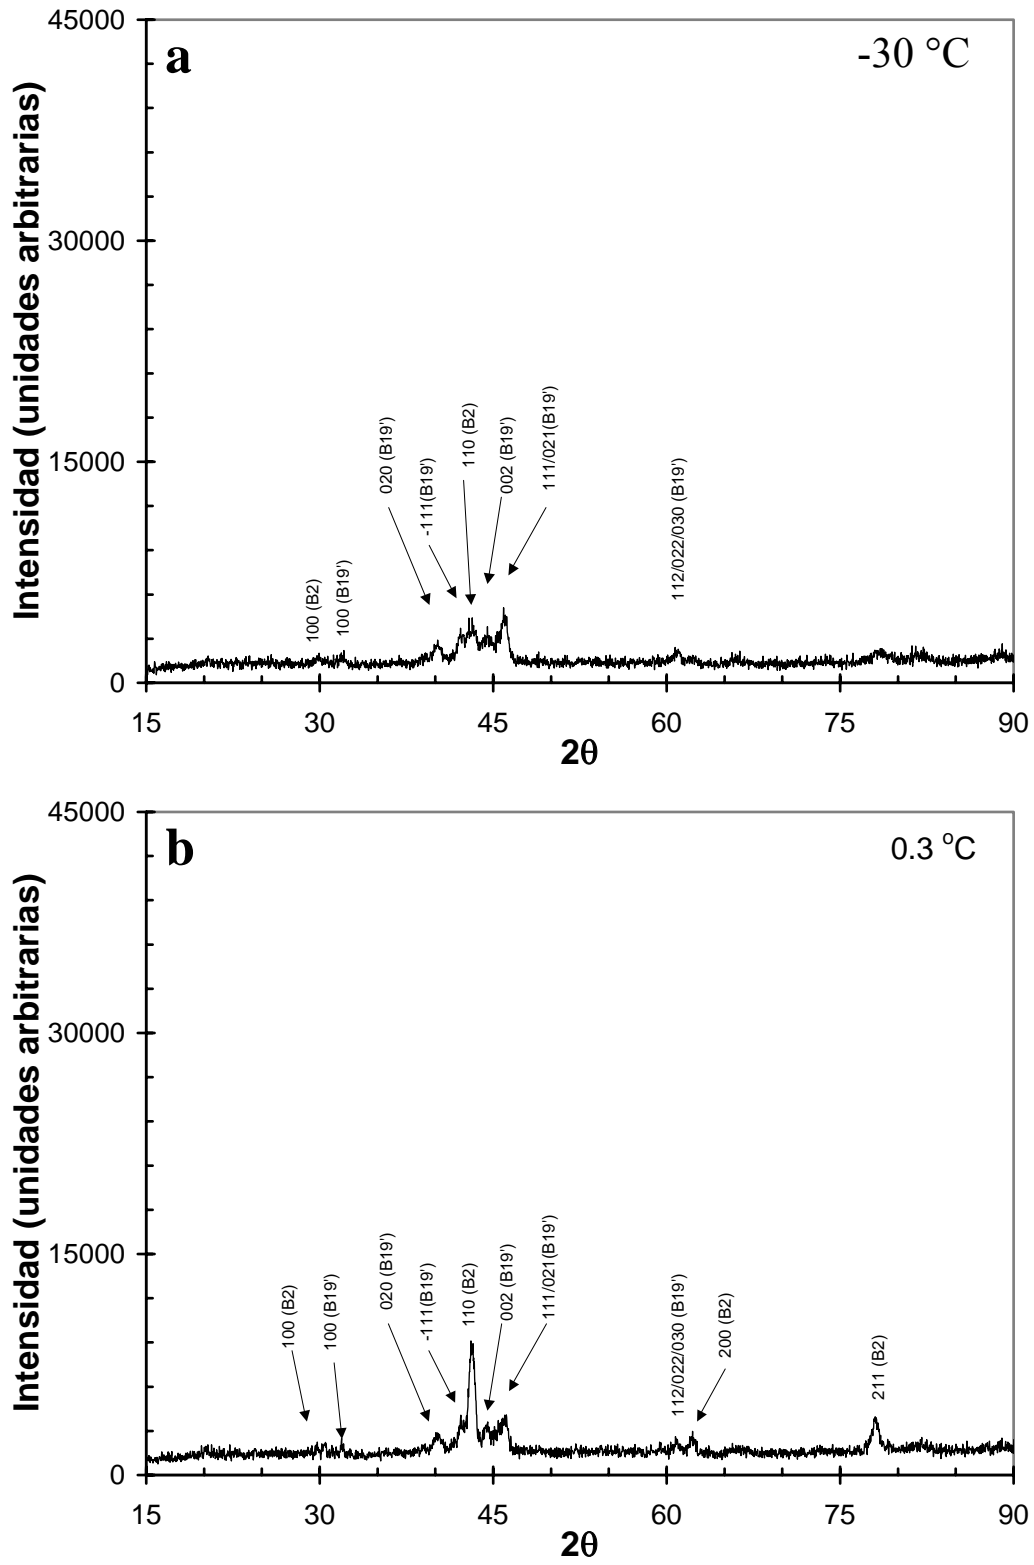 a
-30 °C
Intensidad (unidades arbitrarias)
45000
30000
15000
0
100 (B2)
100 (B19')
020 (B19')
-111(B19')
110 (B2)
002 (B19')
111/021(B19')
112/022/030 (B19')
15
30
45
60
75
90
2θ
b
0.3 °C
Intensidad (unidades arbitrarias)
45000
30000
15000
0
100 (B2)
100 (B19')
020 (B19')
-111(B19')
110 (B2)
002 (B19')
111/021(B19')
112/022/030 (B19')
200 (B2)
211 (B2)
15
30
45
60
75
90
2θ